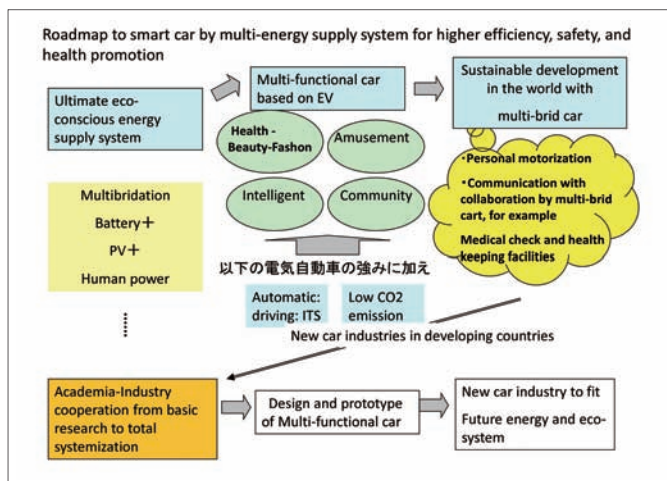 Roadmap to smart car by multi-energy supply system for higher efficiency, safety, and
health promotion
Ultimate eco-
conscious energy
supply system
Multi-functional car
based on EV
Sustainable development
in the world with
multi-brid car
Health -
Beauty-Fashon
Amusement
Intelligent
Community
・Personal motorization
・Communication with
collaboration by multi-brid
cart, for example
Medical check and health
keeping facilities
Multibridation
Battery＋
PV＋
Human power
以下の電気自動車の強みに加え
Automatic:
driving: ITS
Low CO2
emission
New car industries in developing countries
Academia-Industry
cooperation from basic
research to total
systemization
Design and prototype
of Multi-functional car
New car industry to fit
Future energy and eco-
system